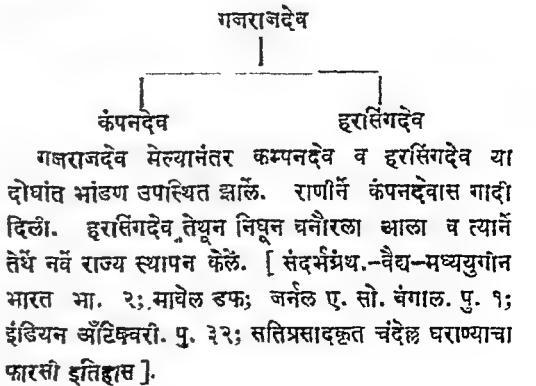 गजराजदेव
कंपनदेव हरसिंगदेव
गजराजदेव मेल्यानंतर कम्पनदेव व हरसिंगदेव या
दोघांत भांडण उपस्थित झालें. राणीनें कंपनदेवास गादी
दिली. हरसिंगदेव तेथून निघून चनौरला आला व त्यानें
तेथें नवें राज्य स्थापन केलें. [ संदर्भग्रंथ.-वैद्य-मध्ययुगीन
भारत भा. २; मावेल डफ; जर्नल ए. सो. बंगाल. पु. १;
इंडियन अँटिक्वरी. पु. ३२; सतिप्रसादकृत चंदेल्ल घराण्याचा
फारसी इतिहास ].